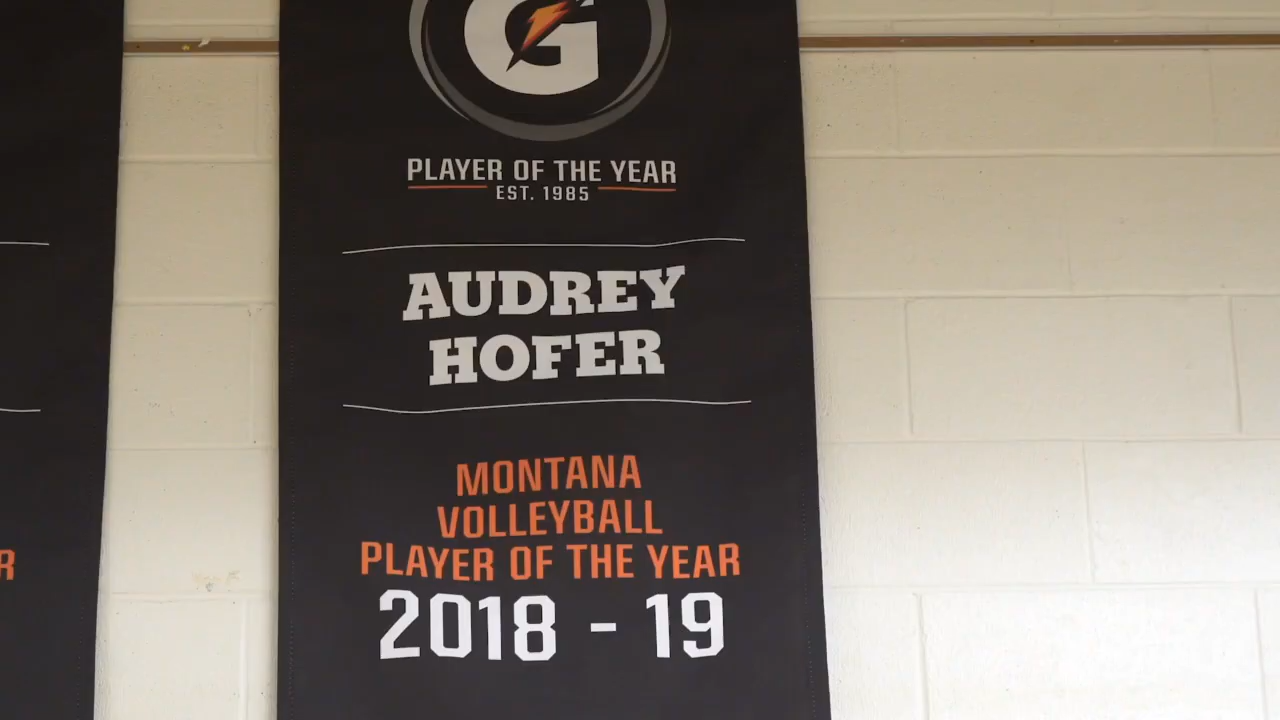 G
PLAYER OF THE YEAR
EST. 1985
AUDREY
HOFER
MONTANA
VOLLEYBALL
PLAYER OF THE YEAR
2018 - 19
R